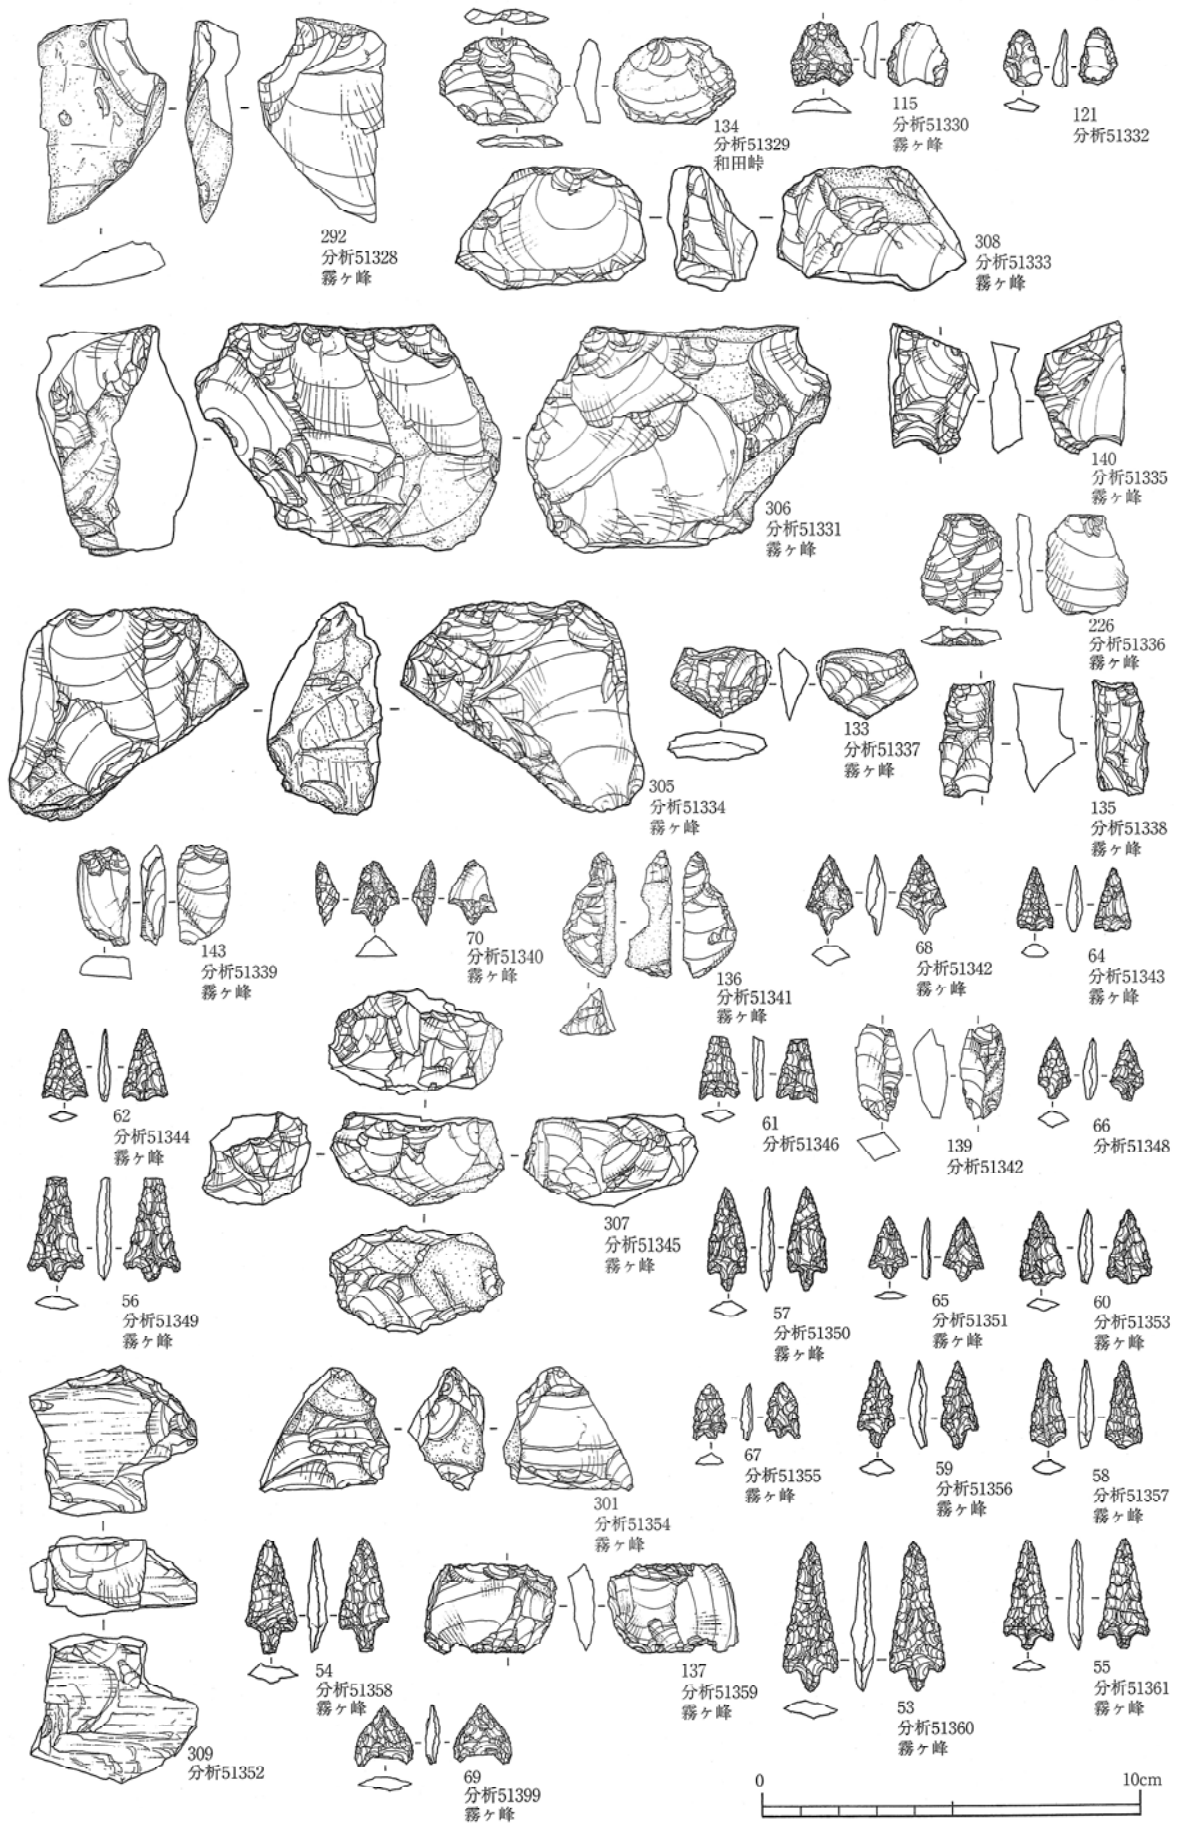 292
分析51328
霧ヶ峰
134
分析51329
和田峠
115
分析51330
霧ヶ峰
121
分析51332
308
分析51333
霧ヶ峰
306
分析51331
霧ヶ峰
140
分析51335
霧ヶ峰
226
分析51336
霧ヶ峰
305
分析51334
霧ヶ峰
133
分析51337
霧ヶ峰
135
分析51338
霧ヶ峰
143
分析51339
霧ヶ峰
70
分析51340
霧ヶ峰
136
分析51341
霧ヶ峰
68
分析51342
霧ヶ峰
64
分析51343
霧ヶ峰
62
分析51344
霧ヶ峰
307
分析51345
霧ヶ峰
61
分析51346
139
分析51342
66
分析51348
56
分析51349
霧ヶ峰
57
分析51350
霧ヶ峰
65
分析51351
霧ヶ峰
60
分析51353
霧ヶ峰
309
分析51352
301
分析51354
霧ヶ峰
67
分析51355
霧ヶ峰
59
分析51356
霧ヶ峰
58
分析51357
霧ヶ峰
54
分析51358
霧ヶ峰
69
分析51399
霧ヶ峰
137
分析51359
霧ヶ峰
53
分析51360
霧ヶ峰
55
分析51361
霧ヶ峰
0 10cm